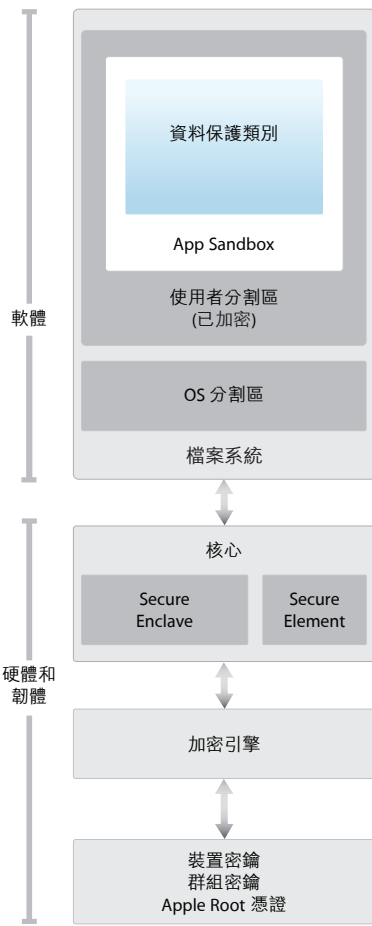 資料保護類別
App Sandbox
使用者分割區
(已加密)
OS 分割區
檔案系統
軟體
核心
Secure
Enclave
Secure
Element
硬體和
韌體
加密引擎
裝置密鑰
群組密鑰
Apple Root 憑證